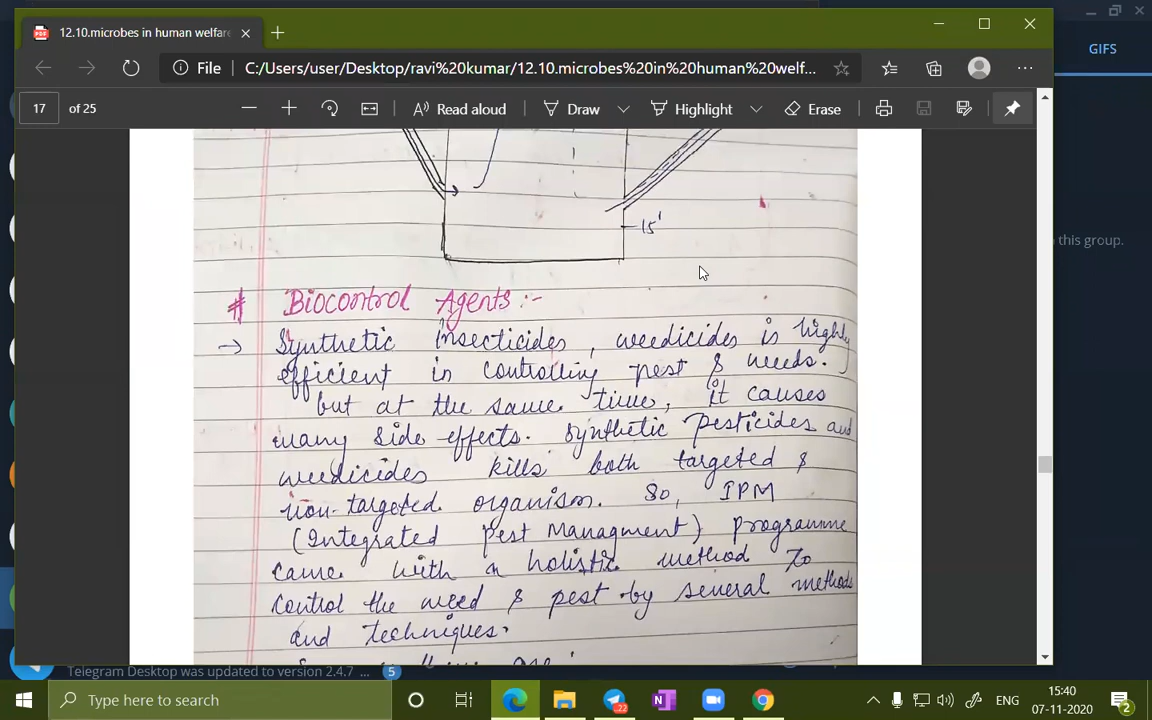 GIFS
12.10.microbes in human welfare
File
C:/Users/user/Desktop/ravi%20kumar/12.10.microbes%20in%20human%20welf...
17
of 25
Read aloud
Draw
Highlight
Erase
15'
# Biocontrol Agents :-
→ Synthetic insecticides, weedicides is highly
efficient in controlling pest & weeds.
but at the same time, it causes
many side effects. Synthetic pesticides and
weedicides kills both targeted &
non-targeted organism. So, IPM
(Integrated pest Managment) programme
came with a holistic method to
control the weed & pest by several methods
and techniques.
n this group.
Telegram Desktop was updated to version 2.4.7 ...
5
Type here to search
22
ENG
15:40
07-11-2020
2